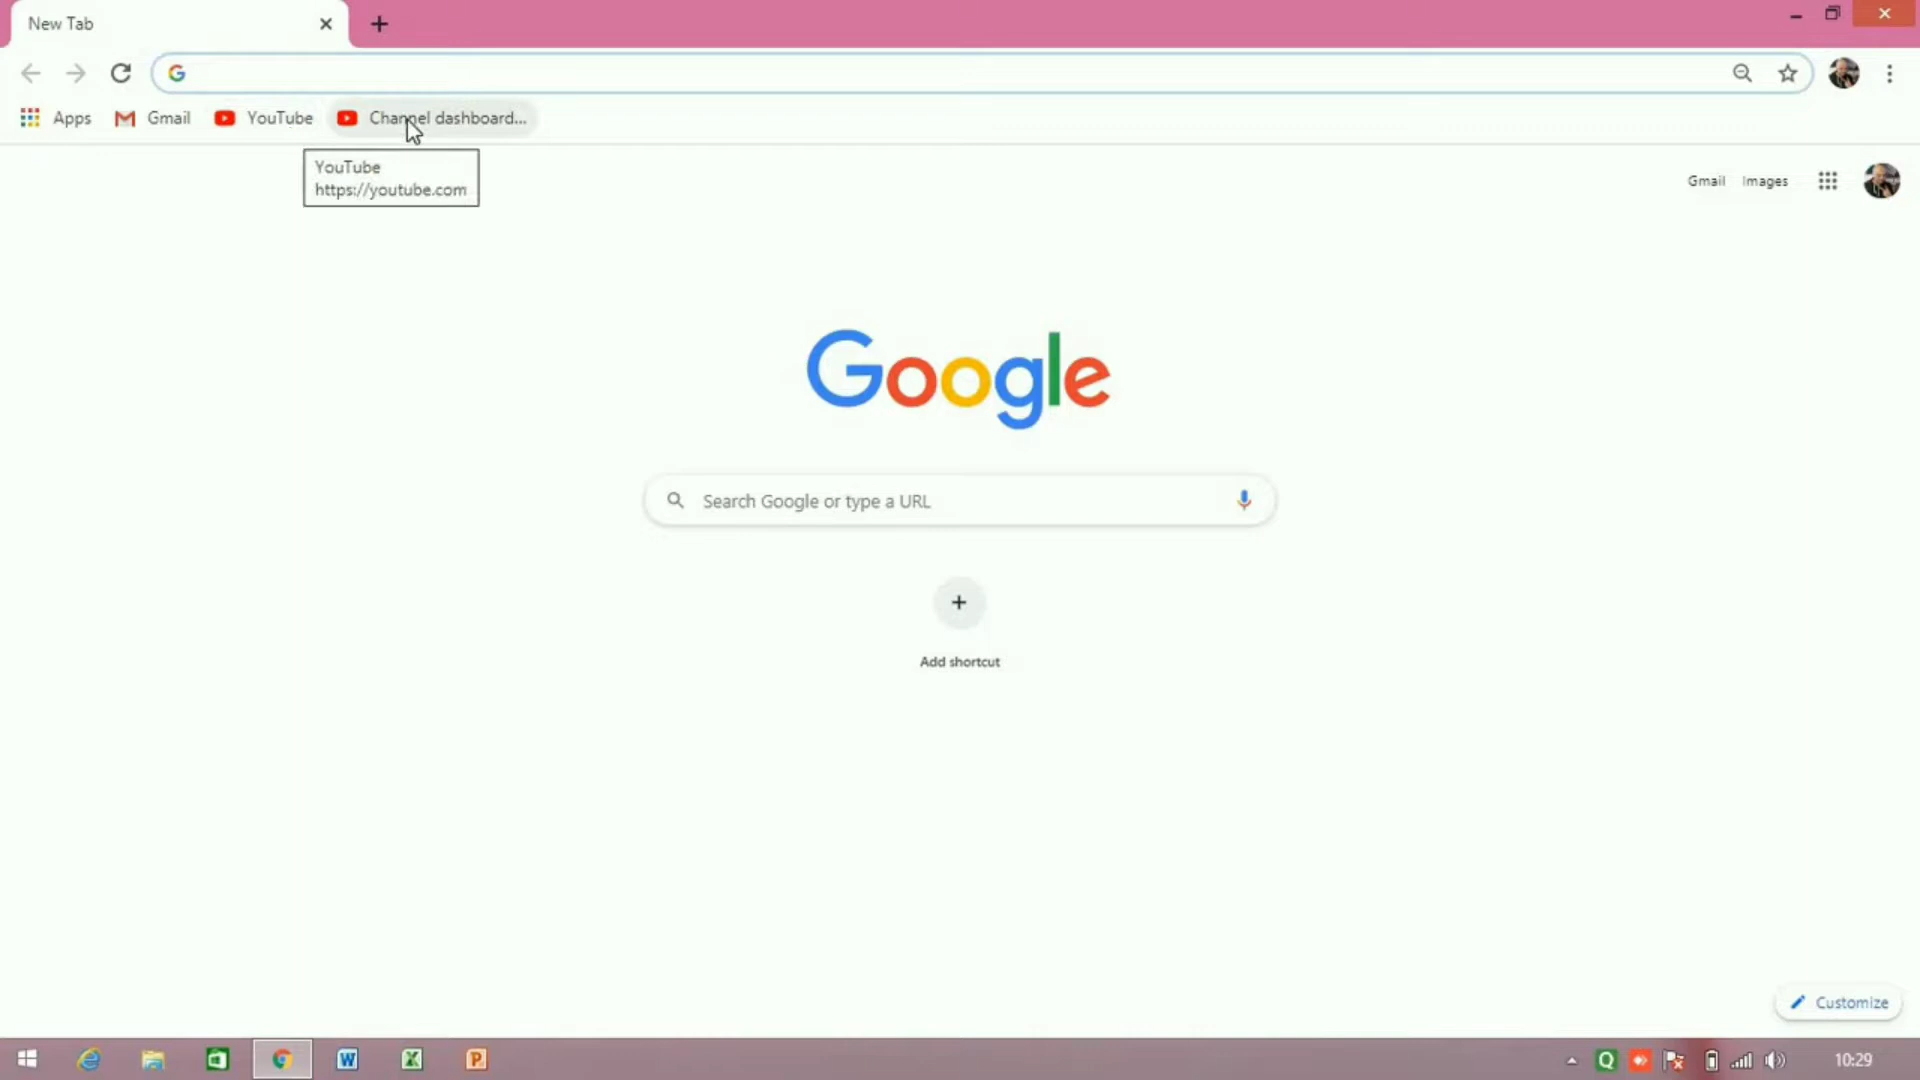 New Tab
Apps
Gmail
YouTube
Channel dashboard...
YouTube
https://youtube.com
Gmail
Images
Google
Search Google or type a URL
Add shortcut
Customize
10:29